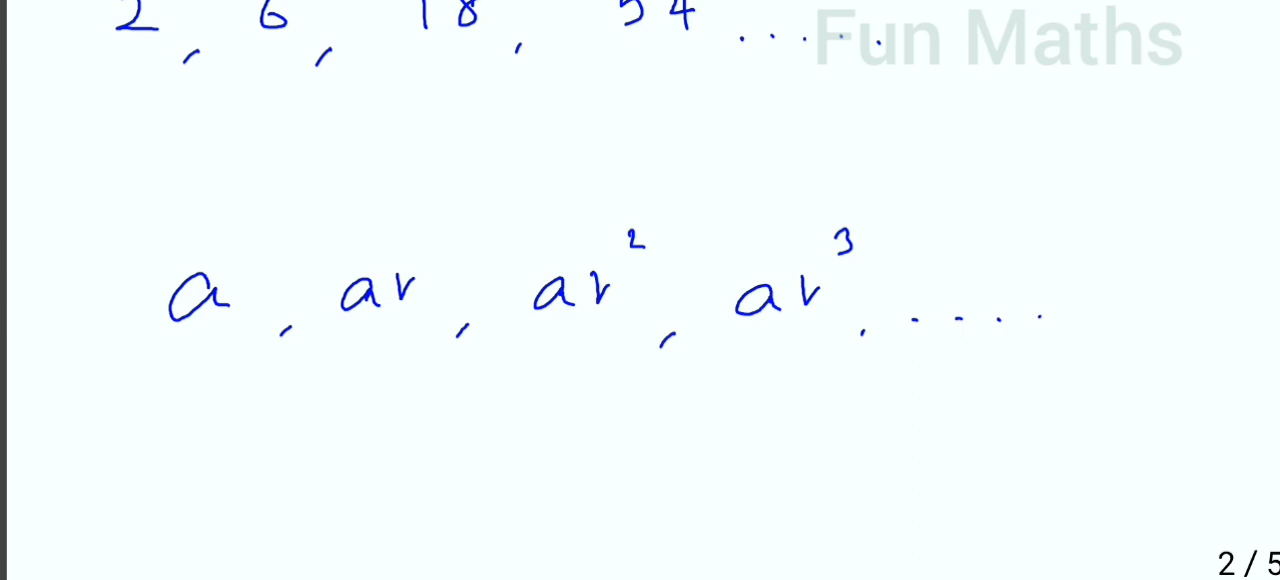 2, 6, 18, 54 ......
Fun Maths
a, ar, ar², ar³, ....
2 / 5